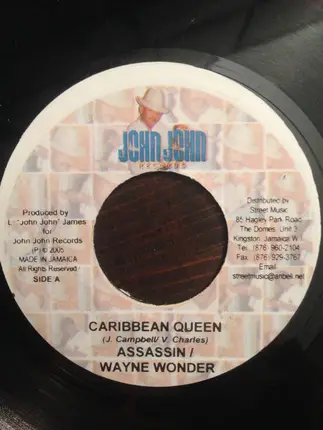 JOHN JOHN
RECORDS
Produced by
L. "John John" James
for
John John Records
(P) C 2005
MADE IN JAMAICA
All Rights Reserved
SIDE A
Distributed by
Street Music
85 Hagley Park Road
The Domes, Unit 3
Kingston, Jamaica W.I.
Tel: (876) 960-2104
Fax: (876) 929-3767
Email:
streetmusic@anbell.net
CARIBBEAN QUEEN
(J. Campbell/ V. Charles)
ASSASSIN /
WAYNE WONDER